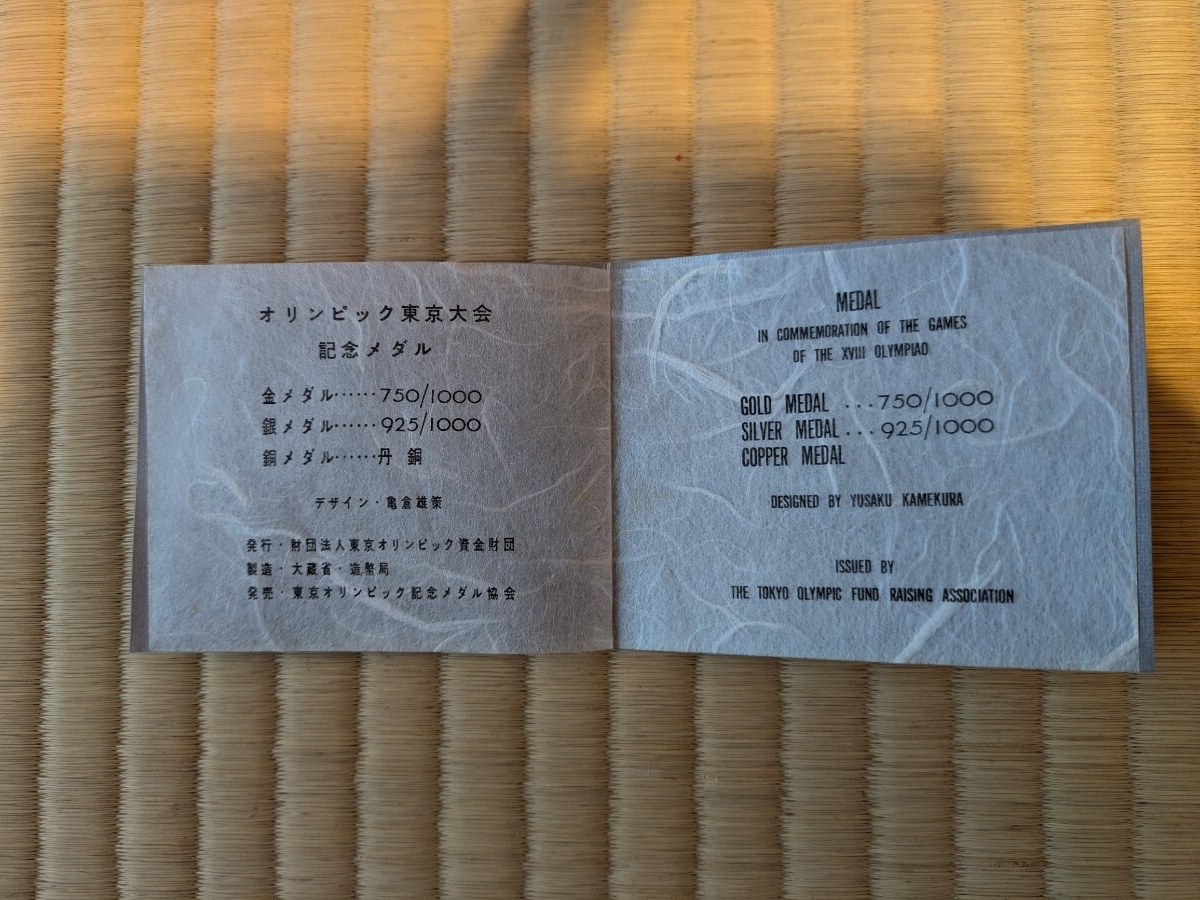 オリンピック東京大会
記念メダル
金メダル……750/1000
銀メダル……925/1000
銅メダル……丹 銅
デザイン・亀倉雄策
発行・財団法人東京オリンピック資金財団
製造・大蔵省・造幣局
発売・東京オリンピック記念メダル協会
MEDAL
IN COMMEMORATION OF THE GAMES
OF THE XVIII OLYMPIAO
GOLD MEDAL ...750/1000
SILVER MEDAL...925/1000
COPPER MEDAL
DESIGNED BY YUSAKU KAMEKURA
ISSUED BY
THE TOKYO OLYMPIC FUND RAISING ASSOCIATION